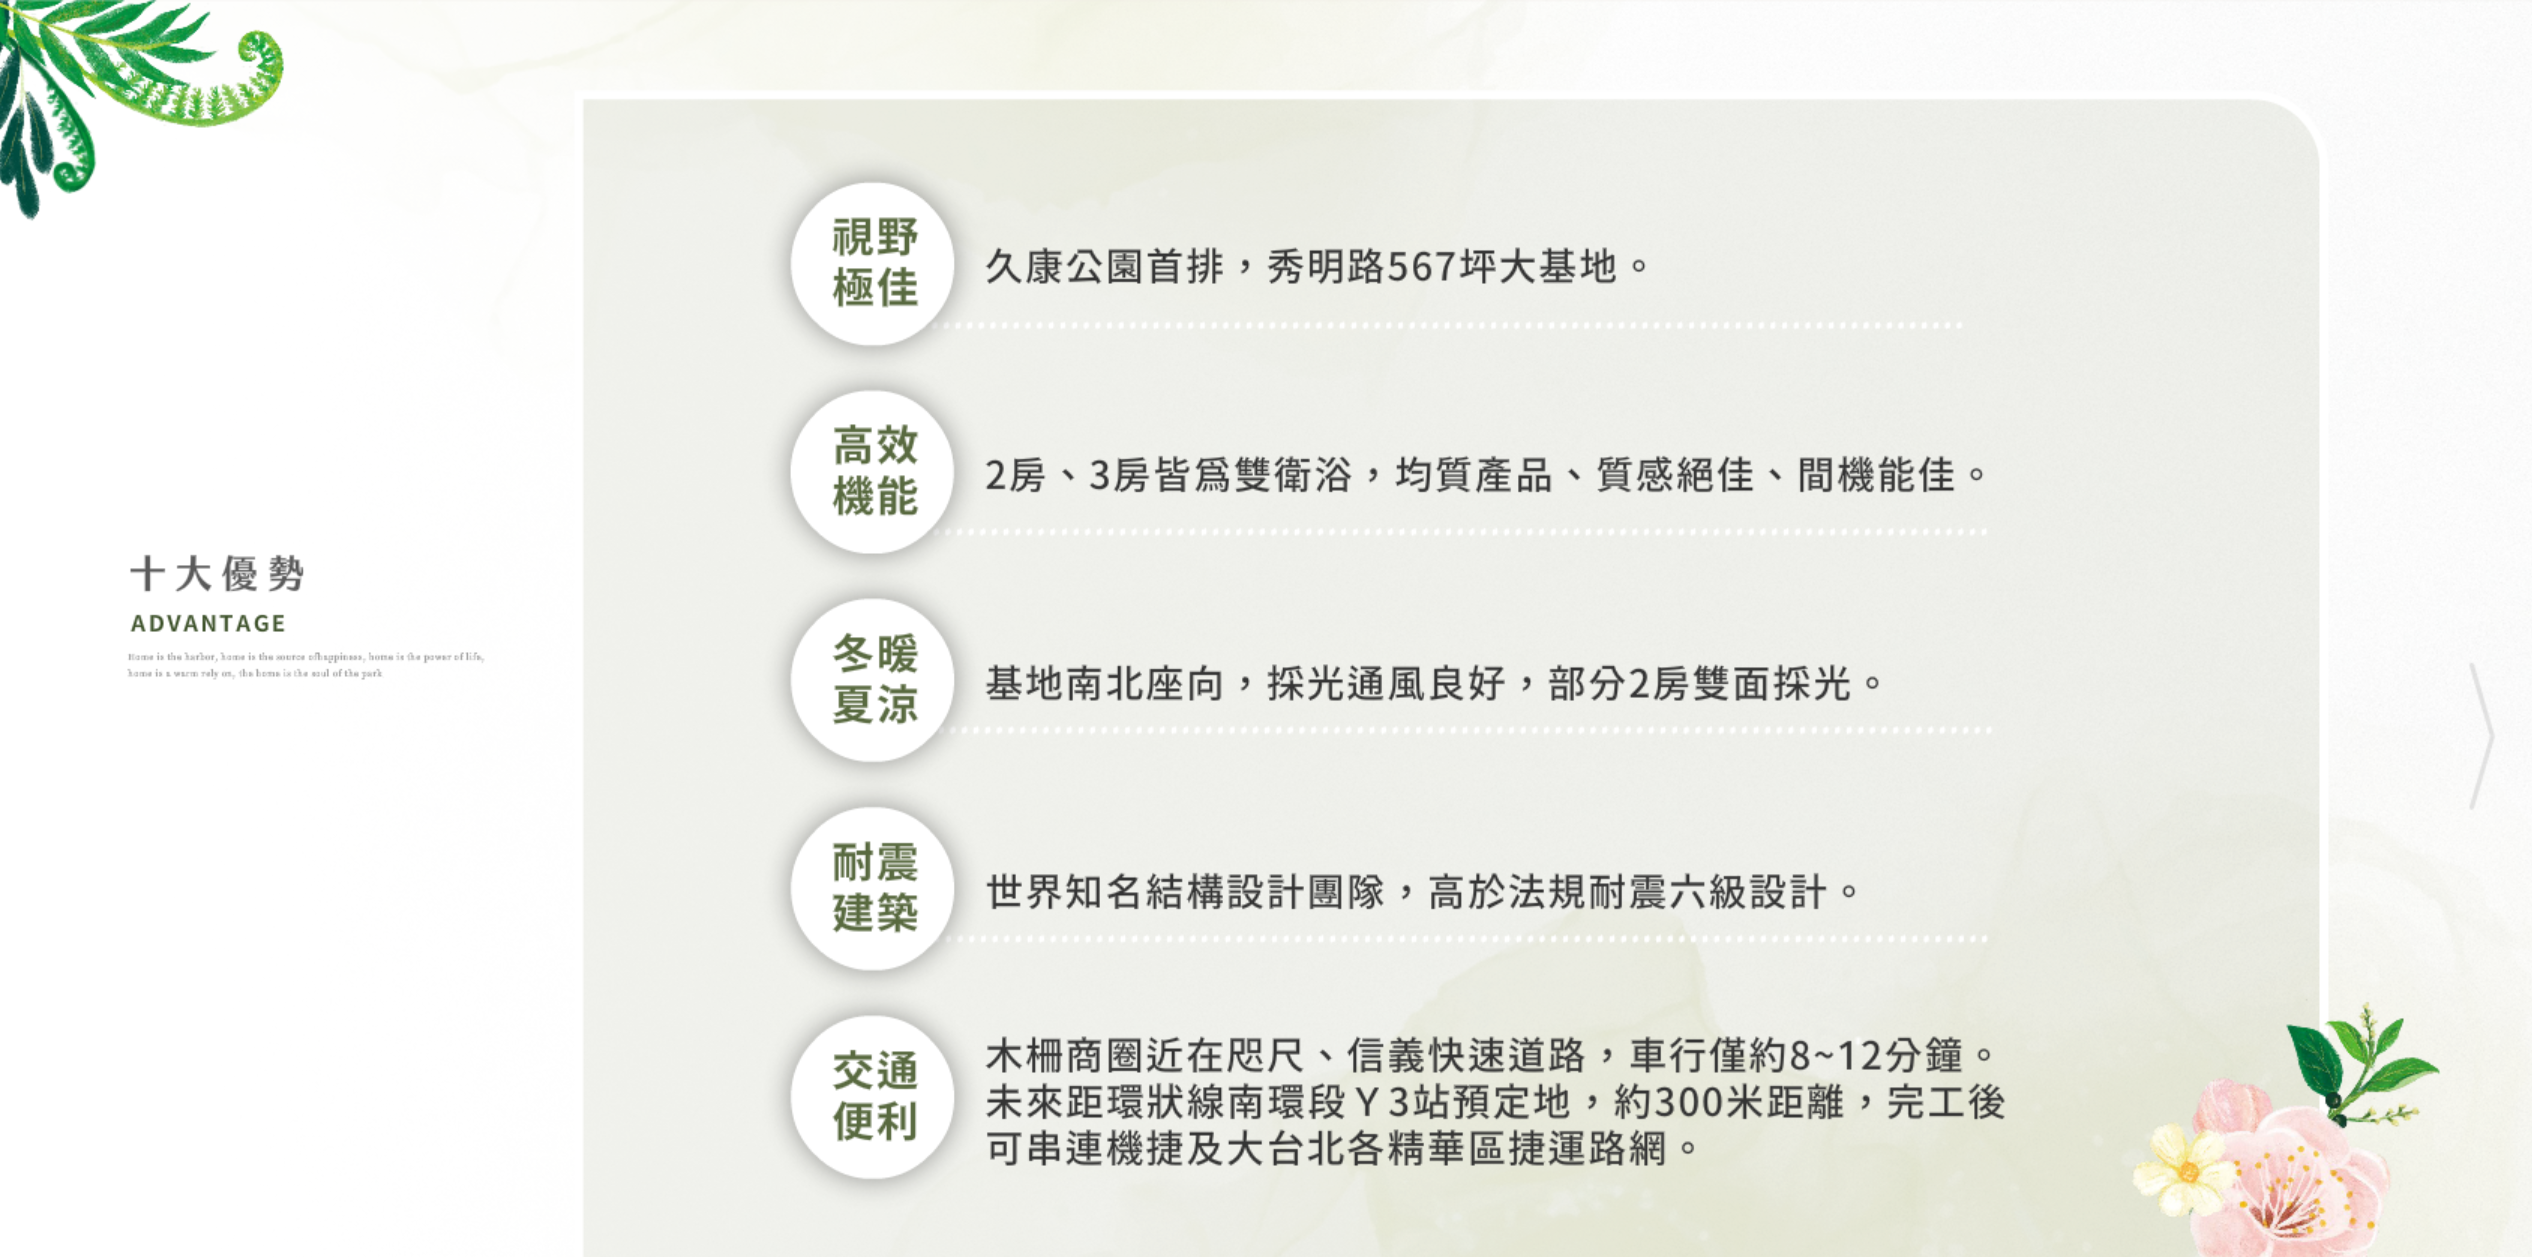 十大優勢
ADVANTAGE
Home is the harbor, home is the source of happiness, home is the power of life,
home is a warm rely on, the home is the soul of the park
視野
極佳
久康公園首排，秀明路567坪大基地。
高效
機能
2房、3房皆爲雙衛浴，均質產品、質感絕佳、間機能佳。
冬暖
夏涼
基地南北座向，採光通風良好，部分2房雙面採光。
耐震
建築
世界知名結構設計團隊，高於法規耐震六級設計。
交通
便利
木柵商圈近在咫尺、信義快速道路，車行僅約8~12分鐘。
未來距環狀線南環段Ｙ3站預定地，約300米距離，完工後
可串連機捷及大台北各精華區捷運路網。